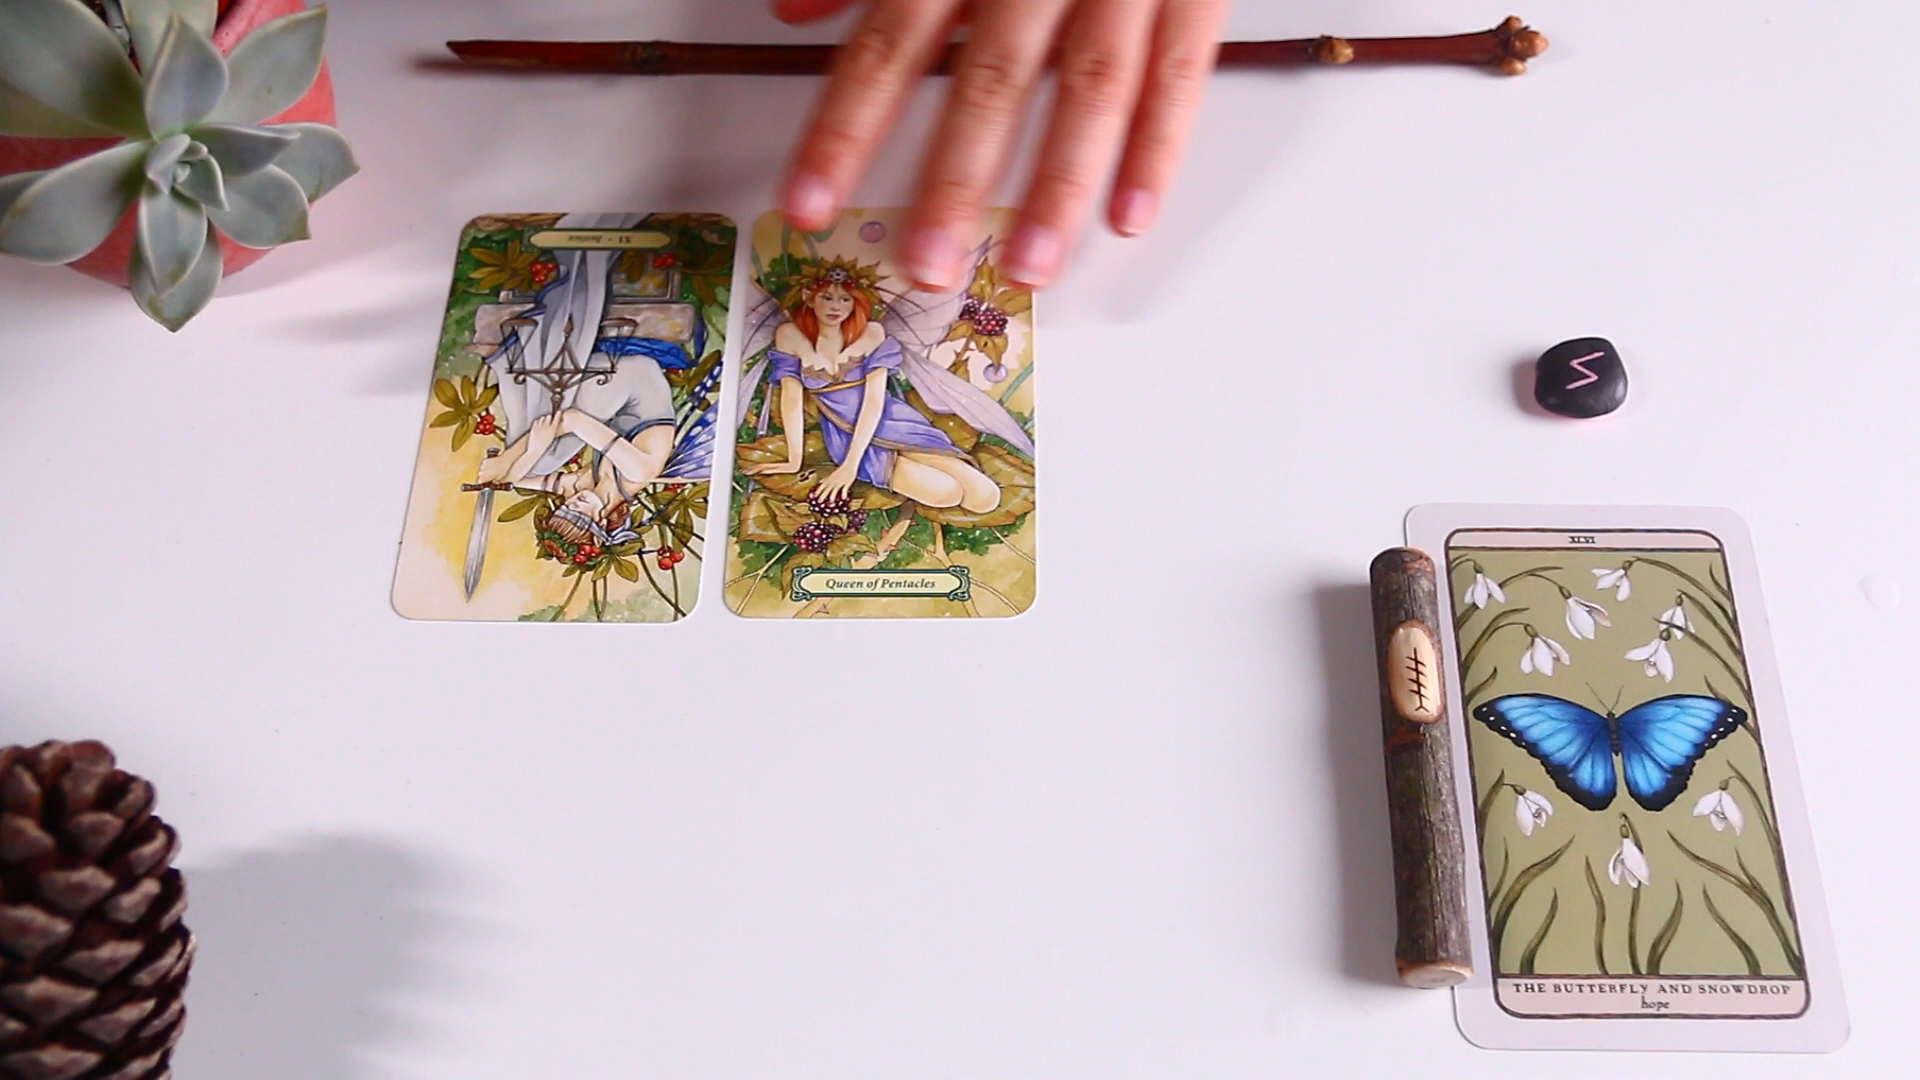 XI · Justice
Queen of Pentacles
XLVI
THE BUTTERFLY AND SNOWDROP
hope